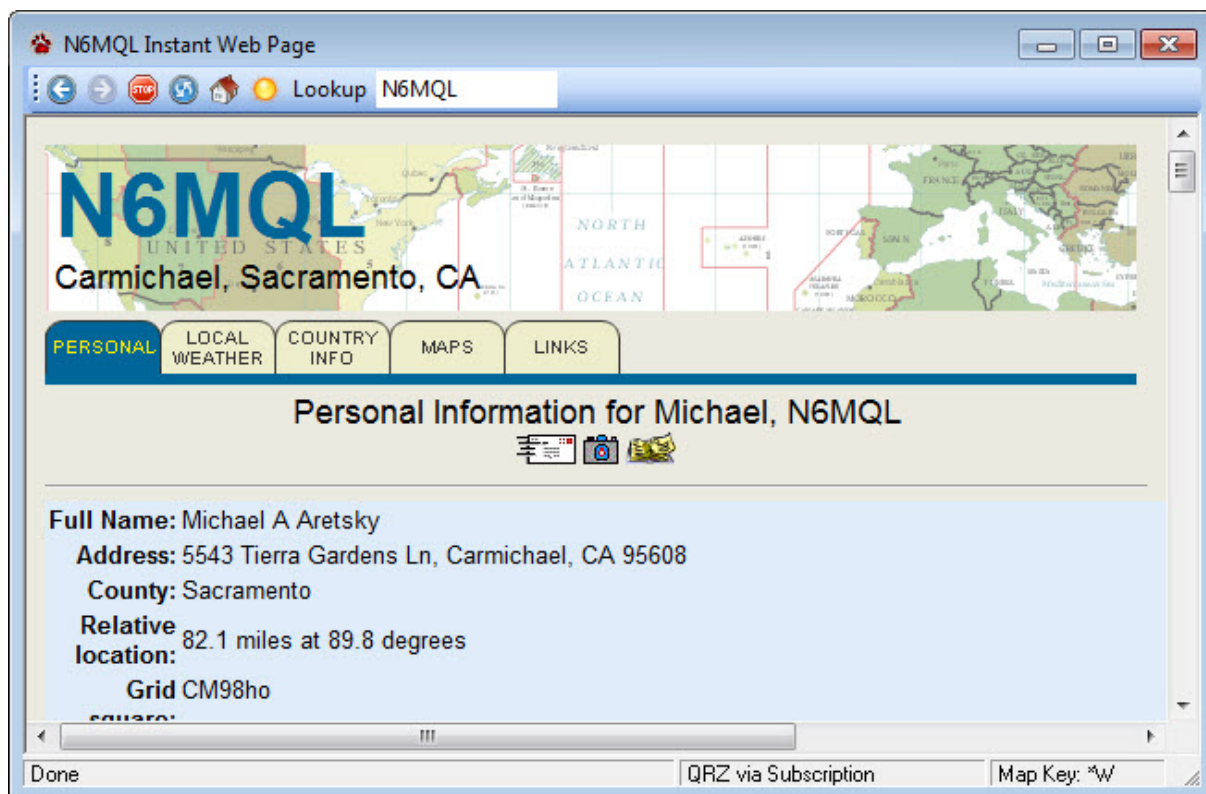 N6MQL Instant Web Page
STOP Lookup N6MQL
N6MQL
UNITED STATES
Carmichael, Sacramento, CA
NORTH
ATLANTIC
OCEAN
FRANCE
SPAIN
ITALY
MOROCCO
PERSONAL
LOCAL
WEATHER
COUNTRY
INFO
MAPS
LINKS
Personal Information for Michael, N6MQL
Full Name: Michael A Aretsky
Address: 5543 Tierra Gardens Ln, Carmichael, CA 95608
County: Sacramento
Relative
location: 82.1 miles at 89.8 degrees
Grid CM98ho
square:
Done
QRZ via Subscription
Map Key: ^W